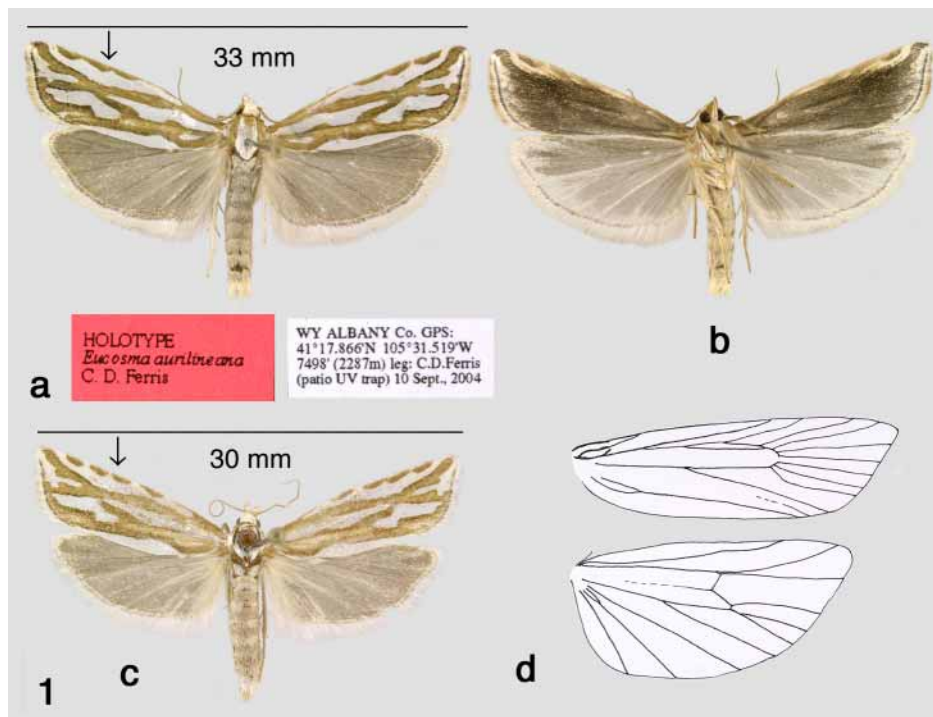 33 mm
HOLOTYPE
Eucosma aurilineana
C. D. Ferris
WY ALBANY Co. GPS:
41°17.866'N 105°31.519'W
7498' (2287m) leg: C.D.Ferris
(patio UV trap) 10 Sept., 2004
a
b
30 mm
1
c
d